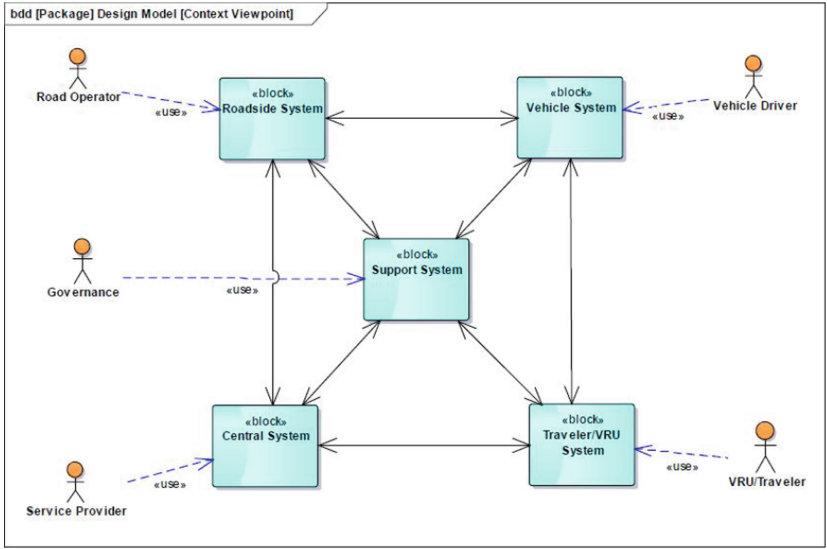 bdd [Package] Design Model [Context Viewpoint]
Road Operator
«use»
«block»
Roadside System
«block»
Vehicle System
«use»
Vehicle Driver
Governance
«use»
«block»
Support System
«block»
Central System
«block»
Traveler/VRU
System
Service Provider
«use»
«use»
VRU/Traveler